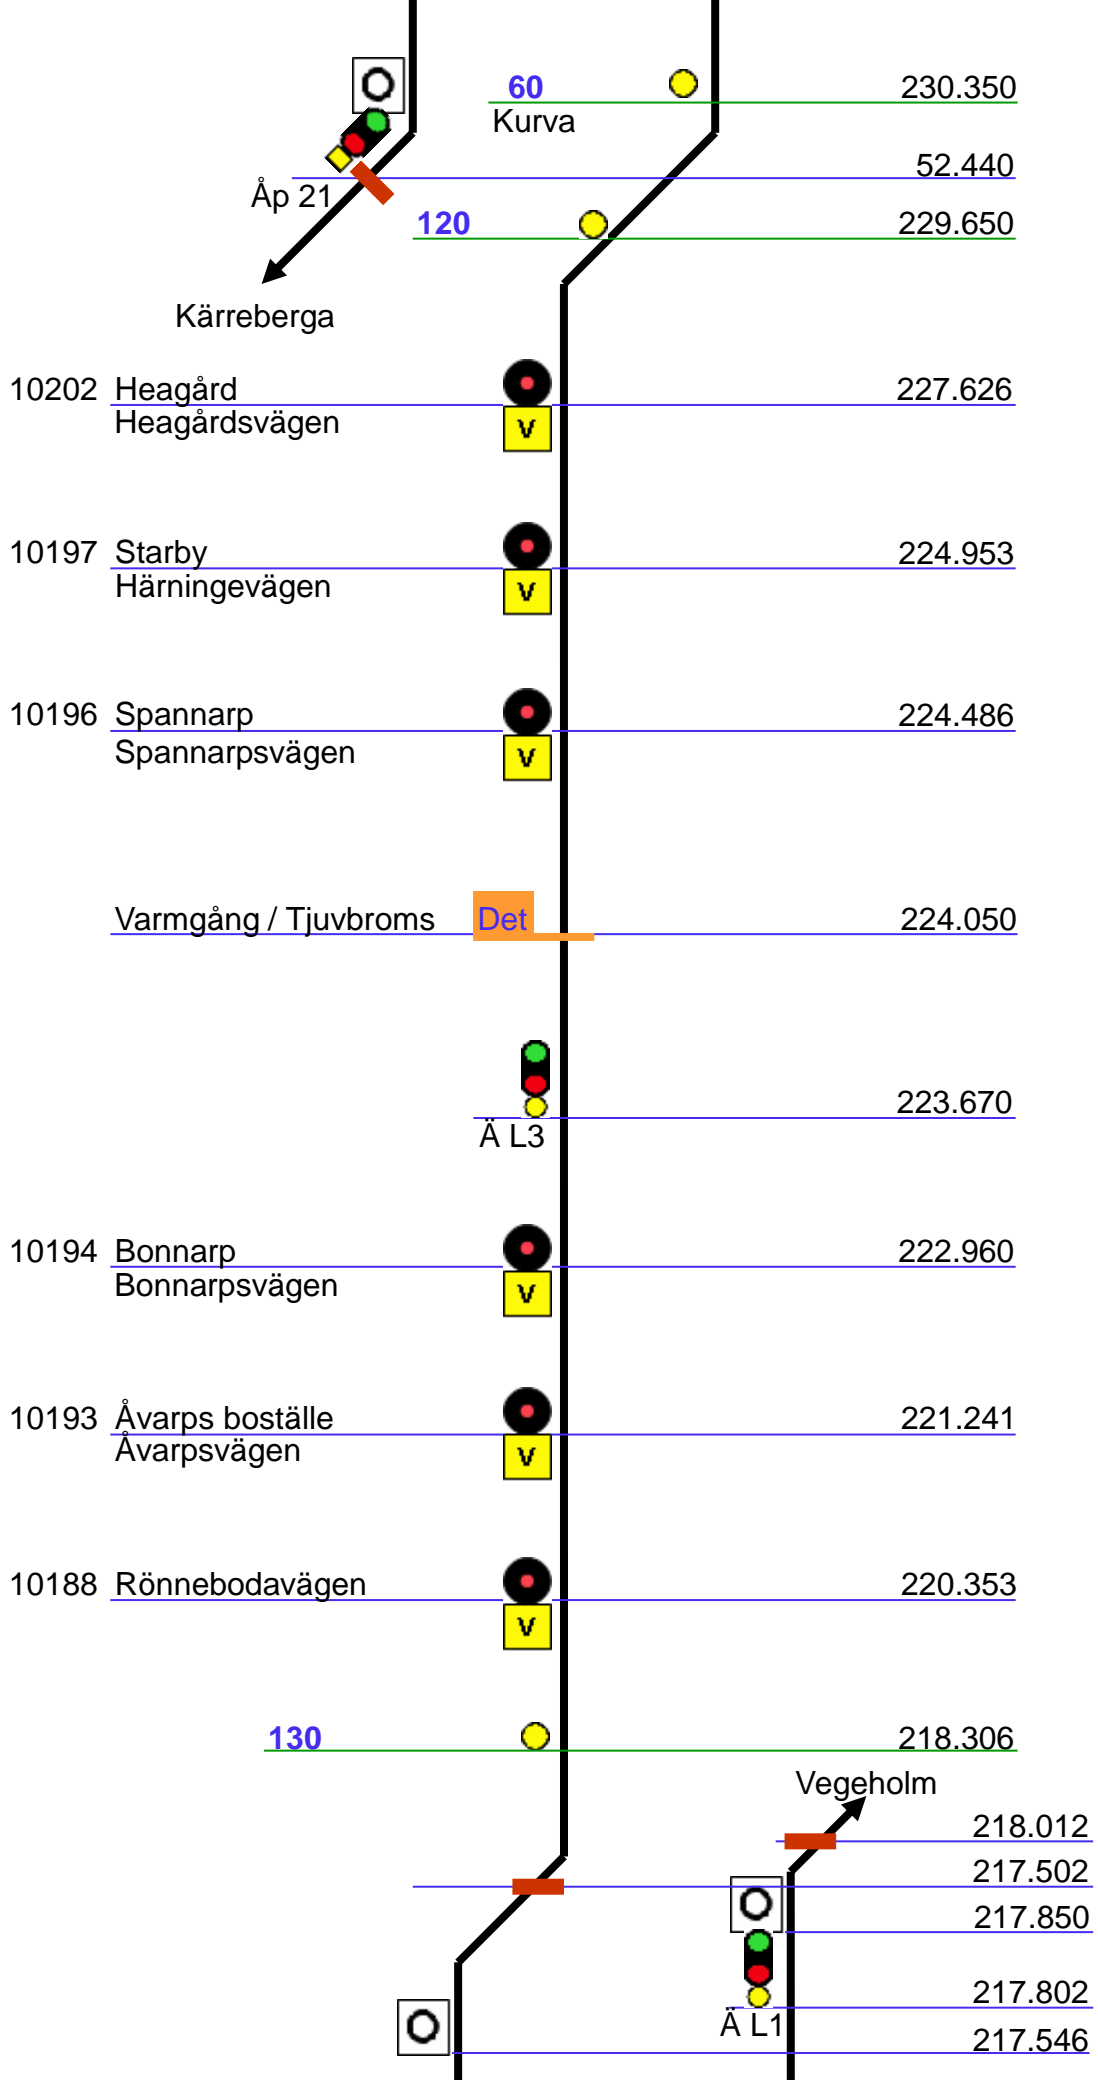 60 230.350
Kurva
52.440
Åp 21
120 229.650
Kärreberga
10202 Heagård 227.626
Heagårdsvägen
V
10197 Starby 224.953
Härningevägen
V
10196 Spannarp 224.486
Spannarpsvägen
V
Varmgång / Tjuvbroms Det 224.050
223.670
Ä L3
10194 Bonnarp 222.960
Bonnarpsvägen
V
10193 Åvarps boställe 221.241
Åvarpsvägen
V
10188 Rönnebodavägen 220.353
V
130 218.306
Vegeholm
218.012
217.502
217.850
217.802
Ä L1
217.546